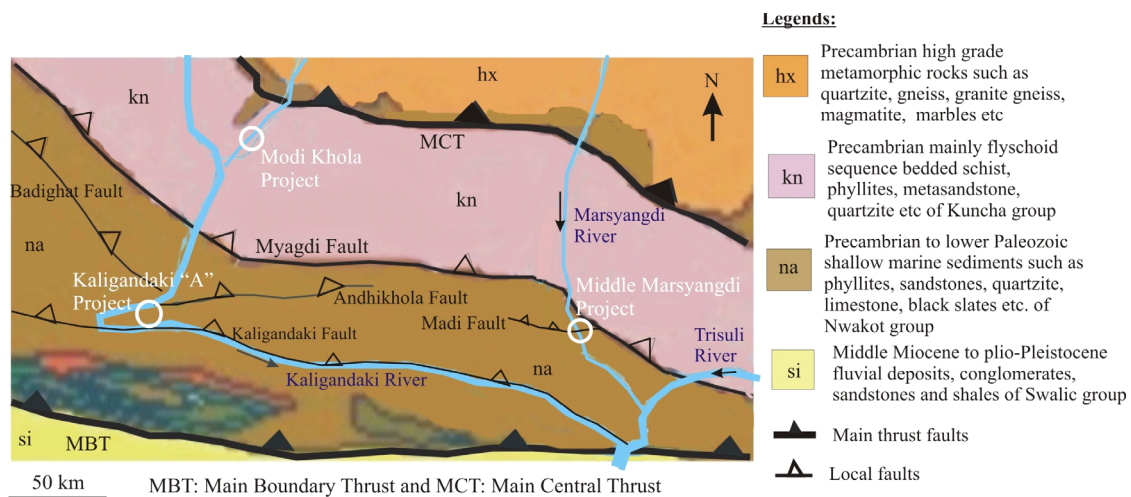 hx
N
kn
MCT
Modi Khola
Project
Badighat Fault
kn
Marsyangdi
River
na
Myagdi Fault
Kaligandaki “A”
Project
Andhikhola Fault
Middle Marsyangdi
Project
Madi Fault
Kaligandaki Fault
Trisuli
River
Kaligandaki River
na
si
MBT
50 km
MBT: Main Boundary Thrust and MCT: Main Central Thrust
Legends:
hx
Precambrian high grade
metamorphic rocks such as
quartzite, gneiss, granite gneiss,
magmatite, marbles etc
kn
Precambrian mainly flyschoid
sequence bedded schist,
phyllites, metasandstone,
quartzite etc of Kuncha group
na
Precambrian to lower Paleozoic
shallow marine sediments such as
phyllites, sandstones, quartzite,
limestone, black slates etc. of
Nwakot group
si
Middle Miocene to plio-Pleistocene
fluvial deposits, conglomerates,
sandstones and shales of Swalic group
Main thrust faults
Local faults